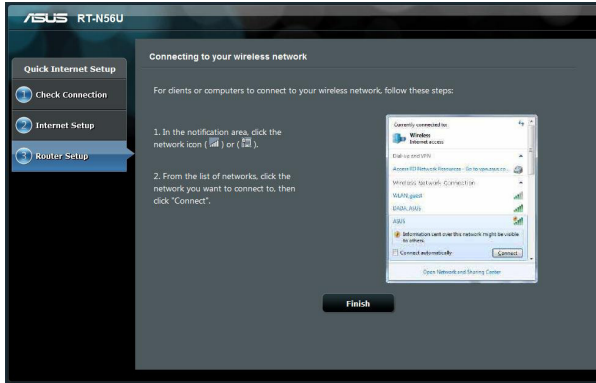 ASUS RT-N56U
Quick Internet Setup
1 Check Connection
2 Internet Setup
3 Router Setup
Connecting to your wireless network
For clients or computers to connect to your wireless network, follow these steps:
1. In the notification area, click the
network icon ( ) or ( ).
2. From the list of networks, click the
network you want to connect to, then
click "Connect".
Currently connected to:
Wireless
Internet access
Dial-up and VPN
Wireless Network Connection
WLAN_guest
DADA_ASUS
ASUS
Information sent over this network might be visible
to others.
Connect automatically
Connect
Open Network and Sharing Center
Finish